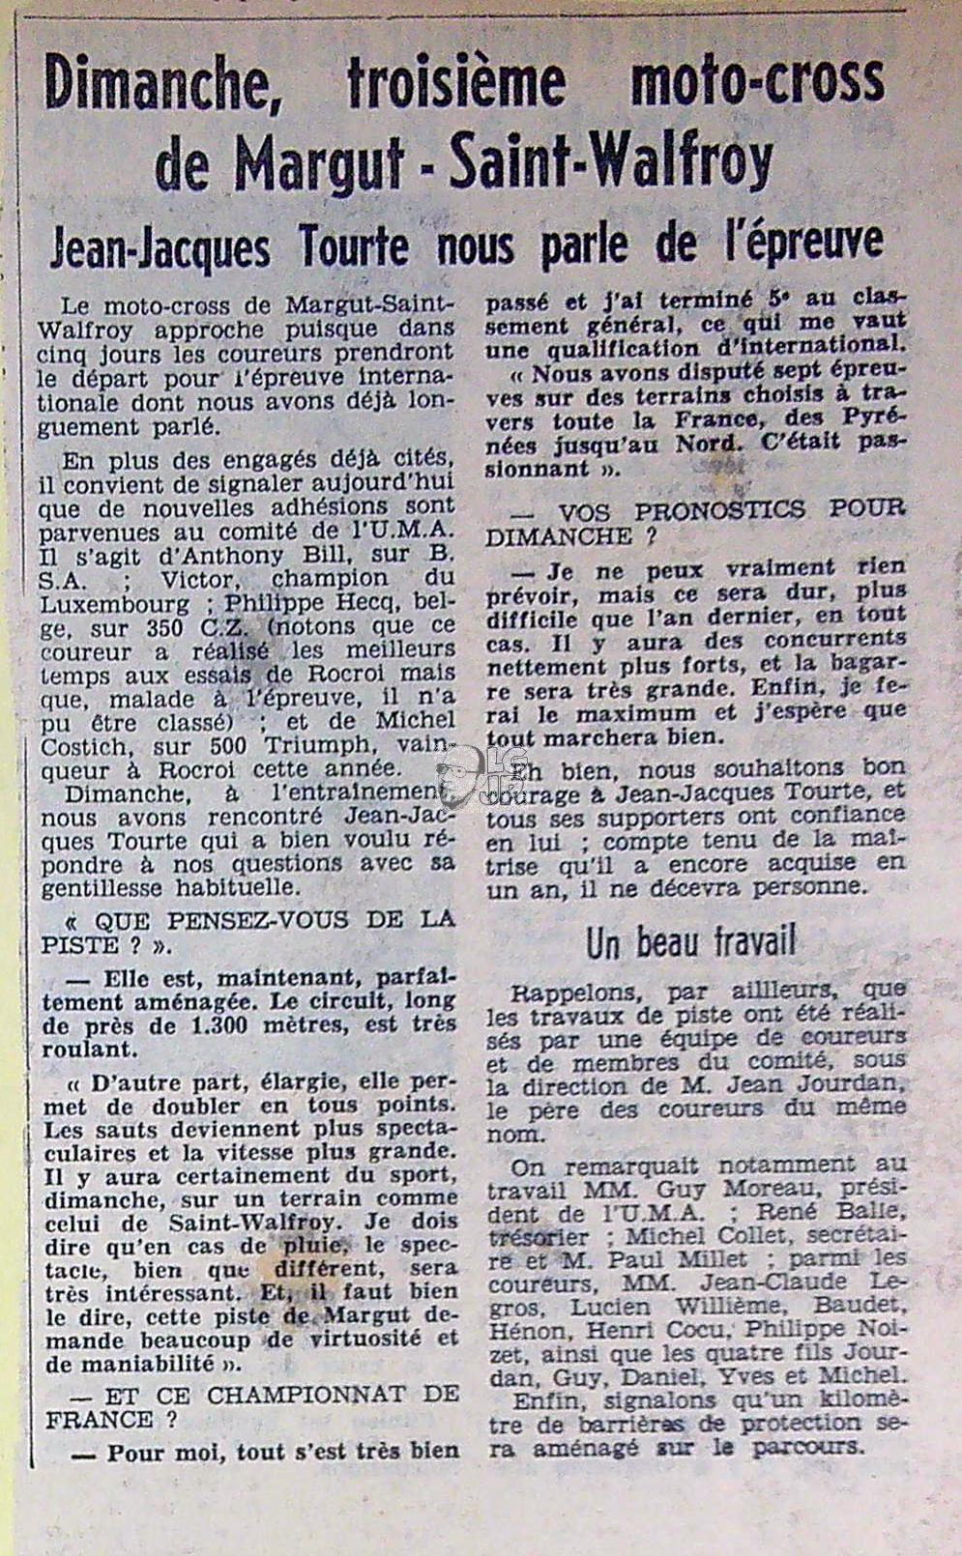 Dimanche, troisième moto-cross
de Margut - Saint-Walfroy
Jean-Jacques Tourte nous parle de l'épreuve
Le moto-cross de Margut-Saint-
Walfroy approche puisque dans
cinq jours les coureurs prendront
le départ pour l'épreuve interna-
tionale dont nous avons déjà lon-
guement parlé.
En plus des engagés déjà cités,
il convient de signaler aujourd'hui
que de nouvelles adhésions sont
parvenues au comité de l'U.M.A.
Il s'agit d'Anthony Bill, sur B.
S.A. ; Victor, champion du
Luxembourg ; Philippe Hecq, bel-
ge, sur 350 C.Z. (notons que ce
coureur a réalisé les meilleurs
temps aux essais de Rocroi mais
que, malade à l'épreuve, il n'a
pu être classé) ; et de Michel
Costich, sur 500 Triumph, vain-
queur à Rocroi cette année.
Dimanche, à l'entraînement,
nous avons rencontré Jean-Jac-
ques Tourte qui a bien voulu ré-
pondre à nos questions avec sa
gentillesse habituelle.
« QUE PENSEZ-VOUS DE LA
PISTE ? ».
— Elle est, maintenant, parfai-
tement aménagée. Le circuit, long
de près de 1.300 mètres, est très
roulant.
« D'autre part, élargie, elle per-
met de doubler en tous points.
Les sauts deviennent plus specta-
culaires et la vitesse plus grande.
Il y aura certainement du sport,
dimanche, sur un terrain comme
celui de Saint-Walfroy. Je dois
dire qu'en cas de pluie, le spec-
tacle, bien que différent, sera
très intéressant. Et, il faut bien
le dire, cette piste de Margut de-
mande beaucoup de virtuosité et
de maniabilité ».
— ET CE CHAMPIONNAT DE
FRANCE ?
— Pour moi, tout s'est très bien
passé et j'ai terminé 5e au clas-
sement général, ce qui me vaut
une qualification d'international.
« Nous avons disputé sept épreu-
ves sur des terrains choisis à tra-
vers toute la France, des Pyré-
nées jusqu'au Nord. C'était pas-
sionnant ».
— VOS PRONOSTICS POUR
DIMANCHE ?
— Je ne peux vraiment rien
prévoir, mais ce sera dur, plus
difficile que l'an dernier, en tout
cas. Il y aura des concurrents
nettement plus forts, et la bagar-
re sera très grande. Enfin, je fe-
rai le maximum et j'espère que
tout marchera bien.
Eh bien, nous souhaitons bon
courage à Jean-Jacques Tourte, et
tous ses supporters ont confiance
en lui ; compte tenu de la maî-
trise qu'il a encore acquise en
un an, il ne décevra personne.
Un beau travail
Rappelons, par aillleurs, que
les travaux de piste ont été réali-
sés par une équipe de coureurs
et de membres du comité, sous
la direction de M. Jean Jourdan,
le père des coureurs du même
nom.
On remarquait notamment au
travail MM. Guy Moreau, prési-
dent de l'U.M.A. ; René Balle,
trésorier ; Michel Collet, secrétai-
re et M. Paul Millet ; parmi les
coureurs, MM. Jean-Claude Le-
gros, Lucien Willième, Baudet,
Hénon, Henri Cocu, Philippe Noi-
zet, ainsi que les quatre fils Jour-
dan, Guy, Daniel, Yves et Michel.
Enfin, signalons qu'un kilomè-
tre de barrières de protection se-
ra aménagé sur le parcours.
LG
JP